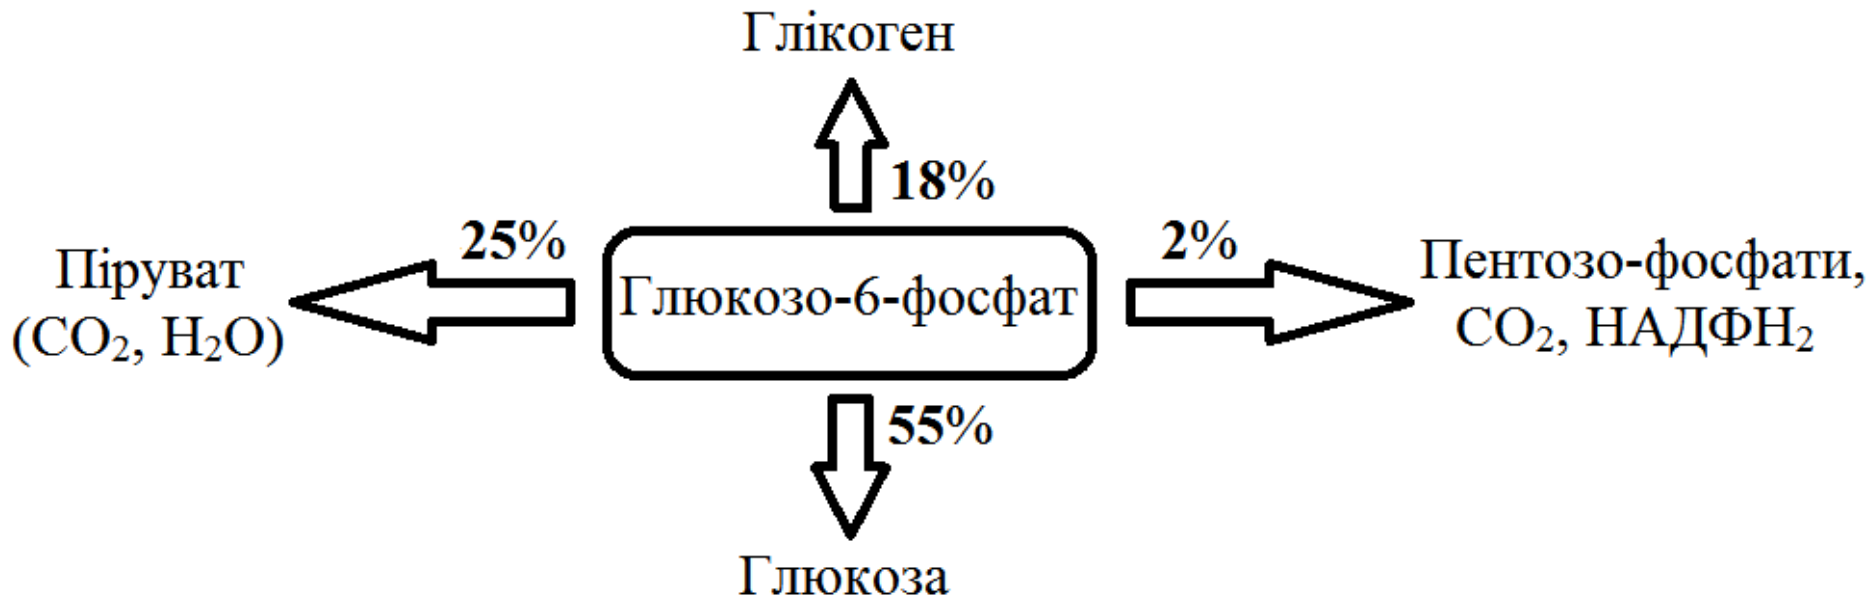 Глікоген
18%
25%
2%
Піруват
(CO₂, H₂O)
Глюкозо-6-фосфат
Пентозо-фосфати,
CO₂, НАДФН₂
55%
Глюкоза